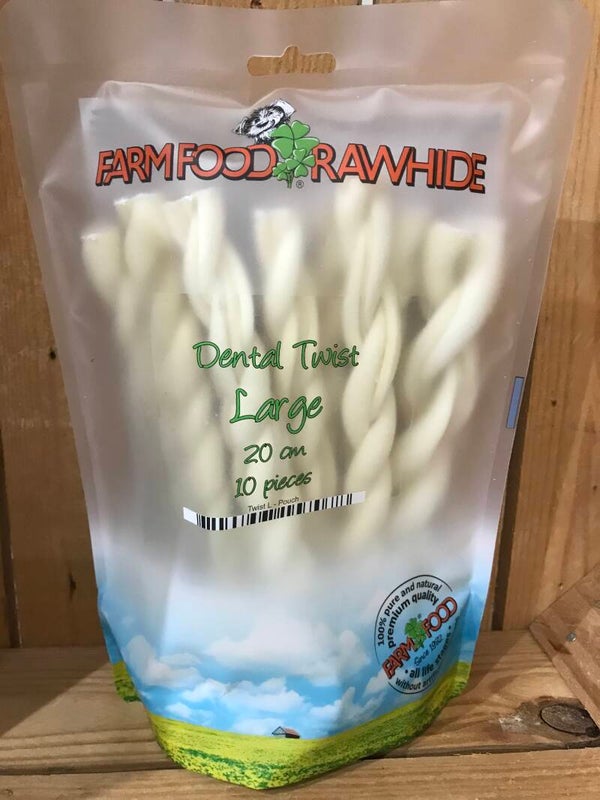 FARM FOOD RAWHIDE
®
Dental Twist
Large
20 cm
10 pieces
Twist L - Pouch
100% pure and natural
premium quality
FARM FOOD
Since 1992
• all life stages •
without